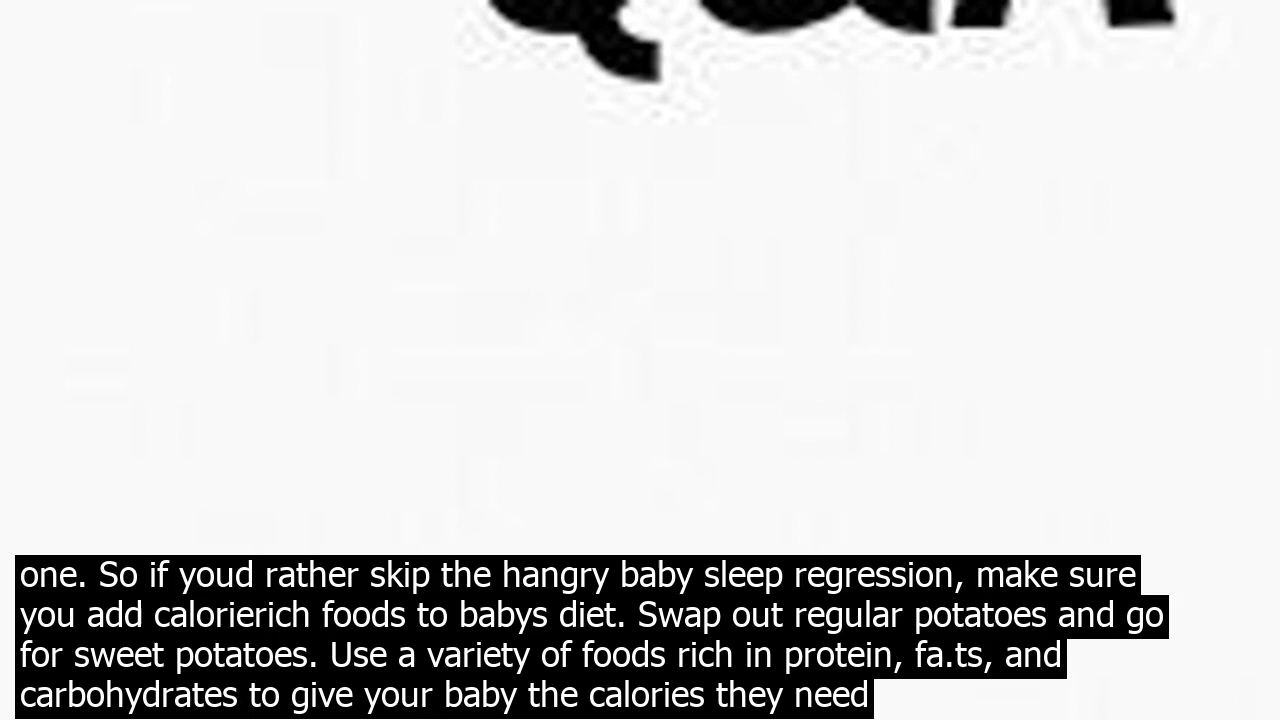 one. So if youd rather skip the hangry baby sleep regression, make sure
you add calorierich foods to babys diet. Swap out regular potatoes and go
for sweet potatoes. Use a variety of foods rich in protein, fa.ts, and
carbohydrates to give your baby the calories they need